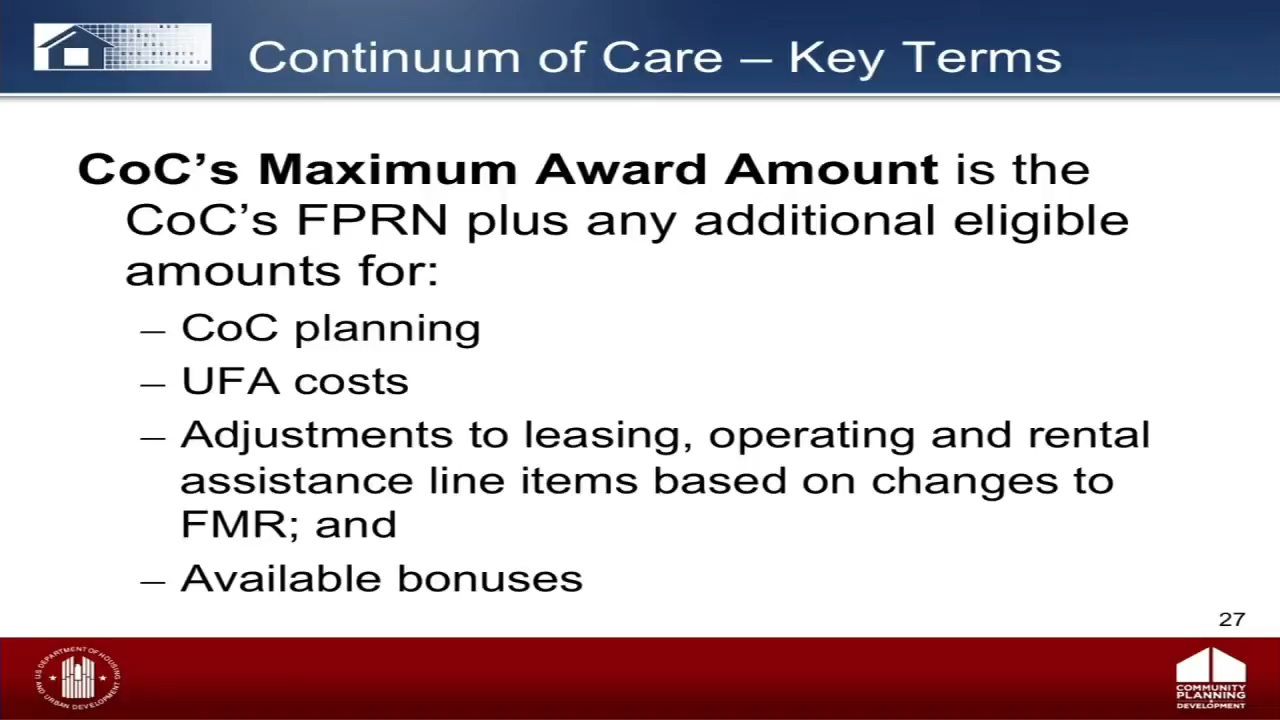 Continuum of Care – Key Terms
CoC’s Maximum Award Amount is the
CoC’s FPRN plus any additional eligible
amounts for:
– CoC planning
– UFA costs
– Adjustments to leasing, operating and rental
assistance line items based on changes to
FMR; and
– Available bonuses
27
U.S. DEPARTMENT OF HOUSING
AND URBAN DEVELOPMENT
COMMUNITY
PLANNING
DEVELOPMENT